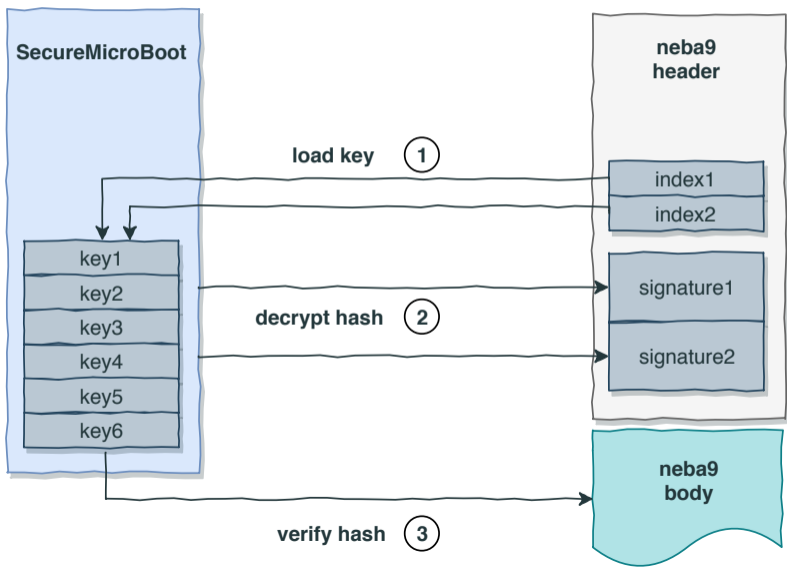 SecureMicroBoot
neba9
header
load key 1
index1
index2
key1
key2
key3
key4
key5
key6
signature1
decrypt hash 2
signature2
neba9
body
verify hash 3